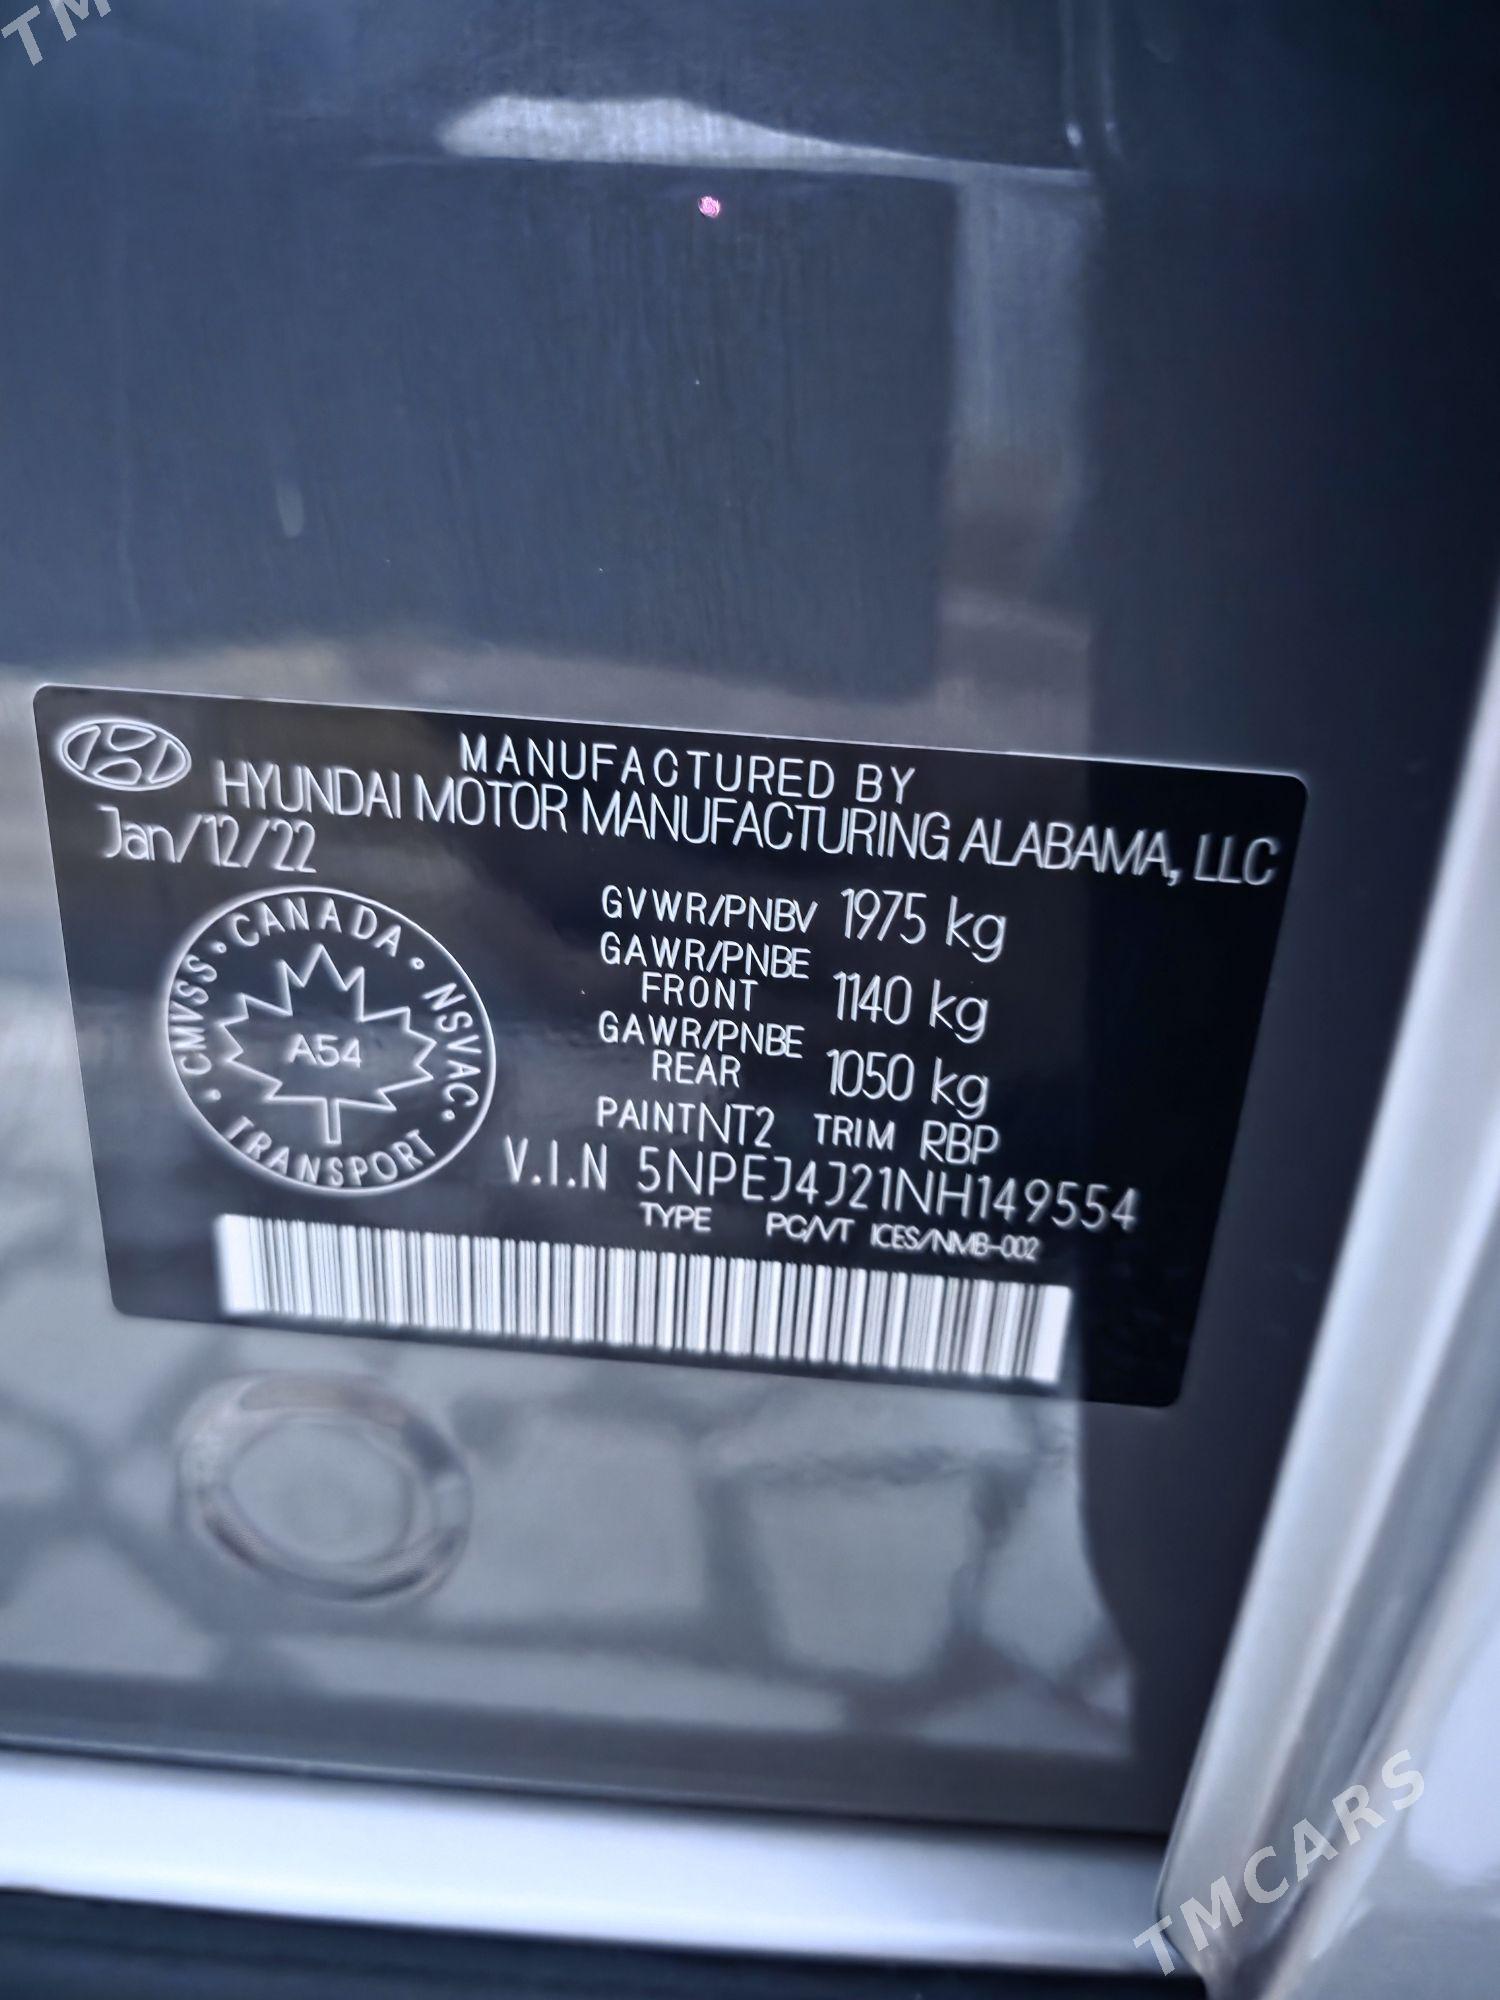 TM
MANUFACTURED BY
HYUNDAI MOTOR MANUFACTURING ALABAMA, LLC
Jan/12/22
GVWR/PNBV 1975 kg
GAWR/PNBE
FRONT 1140 kg
GAWR/PNBE
REAR 1050 kg
PAINT NT2 TRIM RBP
V.I.N 5NPEJ4J21NH149554
TYPE PC/VT ICES/NMB-002
CMVSS • CANADA • NSVAC •
A54
TRANSPORT
TMCARS